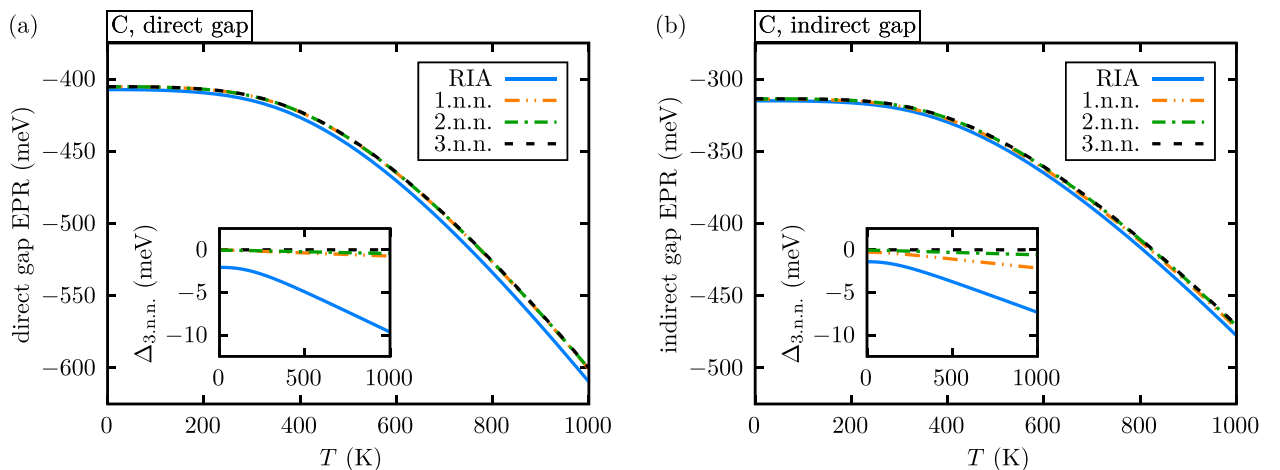 (a)
C, direct gap
direct gap EPR (meV)
−400
−450
−500
−550
−600
0
200
400
600
800
1000
T (K)
RIA
1.n.n.
2.n.n.
3.n.n.
Δ3.n.n. (meV)
0
−5
−10
0
500
1000
(b)
C, indirect gap
indirect gap EPR (meV)
−300
−350
−400
−450
−500
0
200
400
600
800
1000
T (K)
RIA
1.n.n.
2.n.n.
3.n.n.
Δ3.n.n. (meV)
0
−5
−10
0
500
1000